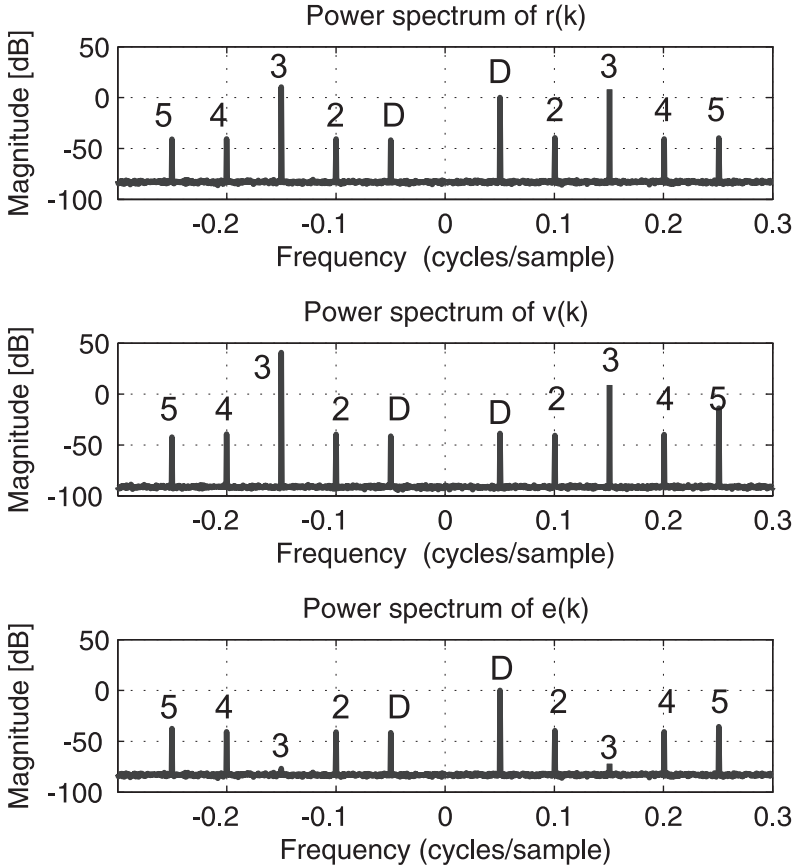 Power spectrum of r(k)
Magnitude [dB]
50
0
-50
-100
5 4 3 2 D D 2 3 4 5
-0.2 -0.1 0 0.1 0.2 0.3
Frequency (cycles/sample)
Power spectrum of v(k)
Magnitude [dB]
50
0
-50
-100
5 4 3 2 D D 2 3 4 5
-0.2 -0.1 0 0.1 0.2 0.3
Frequency (cycles/sample)
Power spectrum of e(k)
Magnitude [dB]
50
0
-50
-100
5 4 3 2 D D 2 3 4 5
-0.2 -0.1 0 0.1 0.2 0.3
Frequency (cycles/sample)